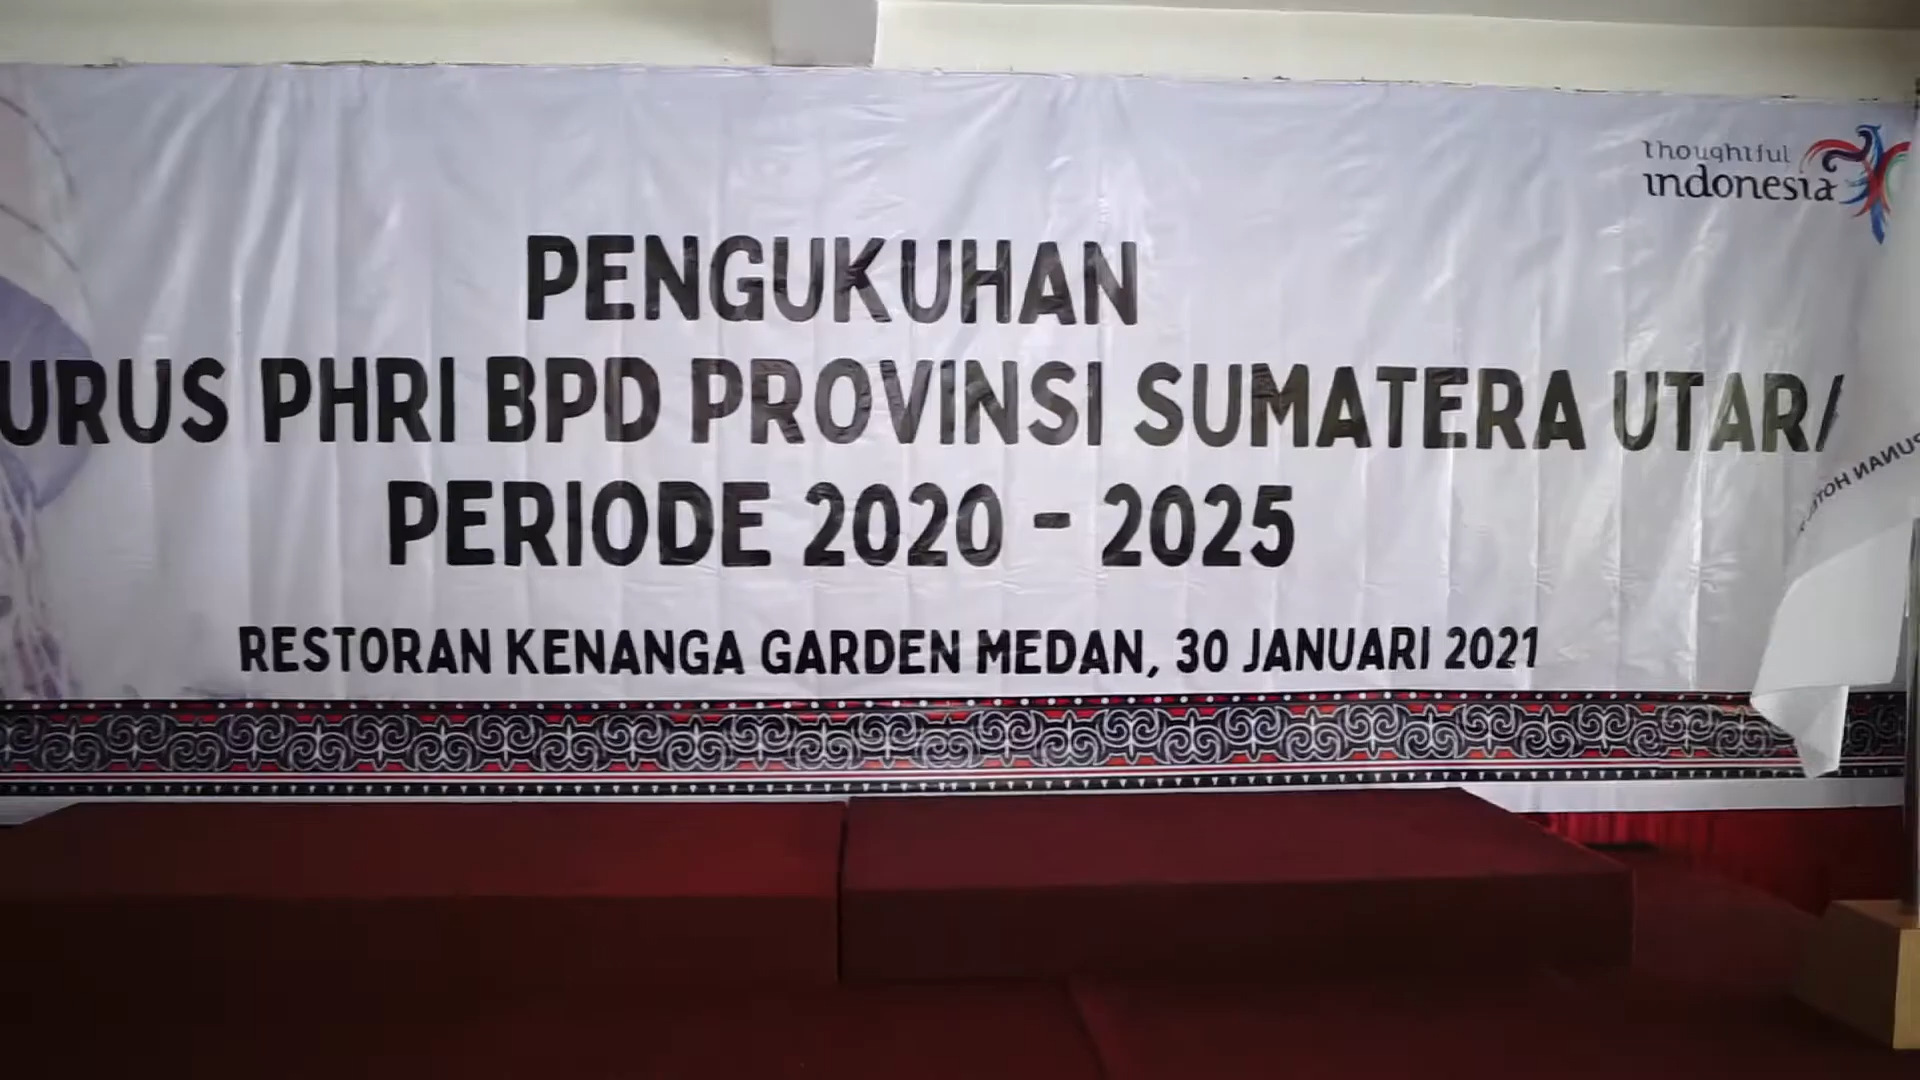 Thoughtful
indonesia
PENGUKUHAN
URUS PHRI BPD PROVINSI SUMATERA UTAR
PERIODE 2020 - 2025
RESTORAN KENANGA GARDEN MEDAN, 30 JANUARI 2021